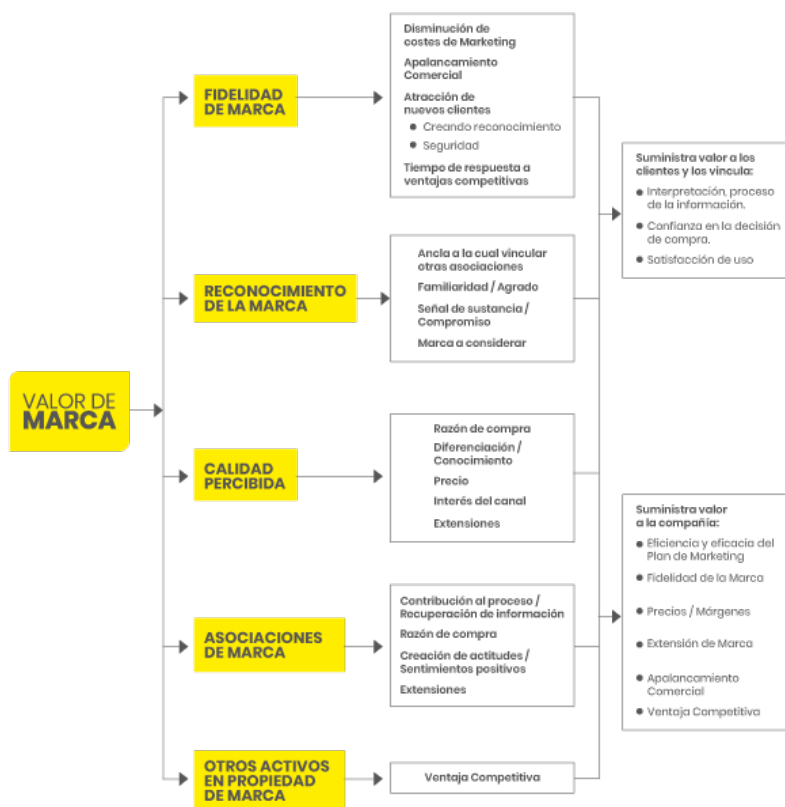 VALOR DE
MARCA
FIDELIDAD
DE MARCA
Disminución de
costes de Marketing
Apalancamiento
Comercial
Atracción de
nuevos clientes
Creando reconocimiento
Seguridad
Tiempo de respuesta a
ventajas competitivas
RECONOCIMIENTO
DE LA MARCA
Ancla a la cual vincular
otras asociaciones
Familiaridad / Agrado
Señal de sustancia /
Compromiso
Marca a considerar
CALIDAD
PERCIBIDA
Razón de compra
Diferenciación /
Conocimiento
Precio
Interés del canal
Extensiones
ASOCIACIONES
DE MARCA
Contribución al proceso /
Recuperación de información
Razón de compra
Creación de actitudes /
Sentimientos positivos
Extensiones
OTROS ACTIVOS
EN PROPIEDAD
DE MARCA
Ventaja Competitiva
Suministra valor a los
clientes y los vincula:
Interpretación, proceso
de la información.
Confianza en la decisión
de compra.
Satisfacción de uso
Suministra valor
a la compañía:
Eficiencia y eficacia del
Plan de Marketing
Fidelidad de la Marca
Precios / Márgenes
Extensión de Marca
Apalancamiento
Comercial
Ventaja Competitiva